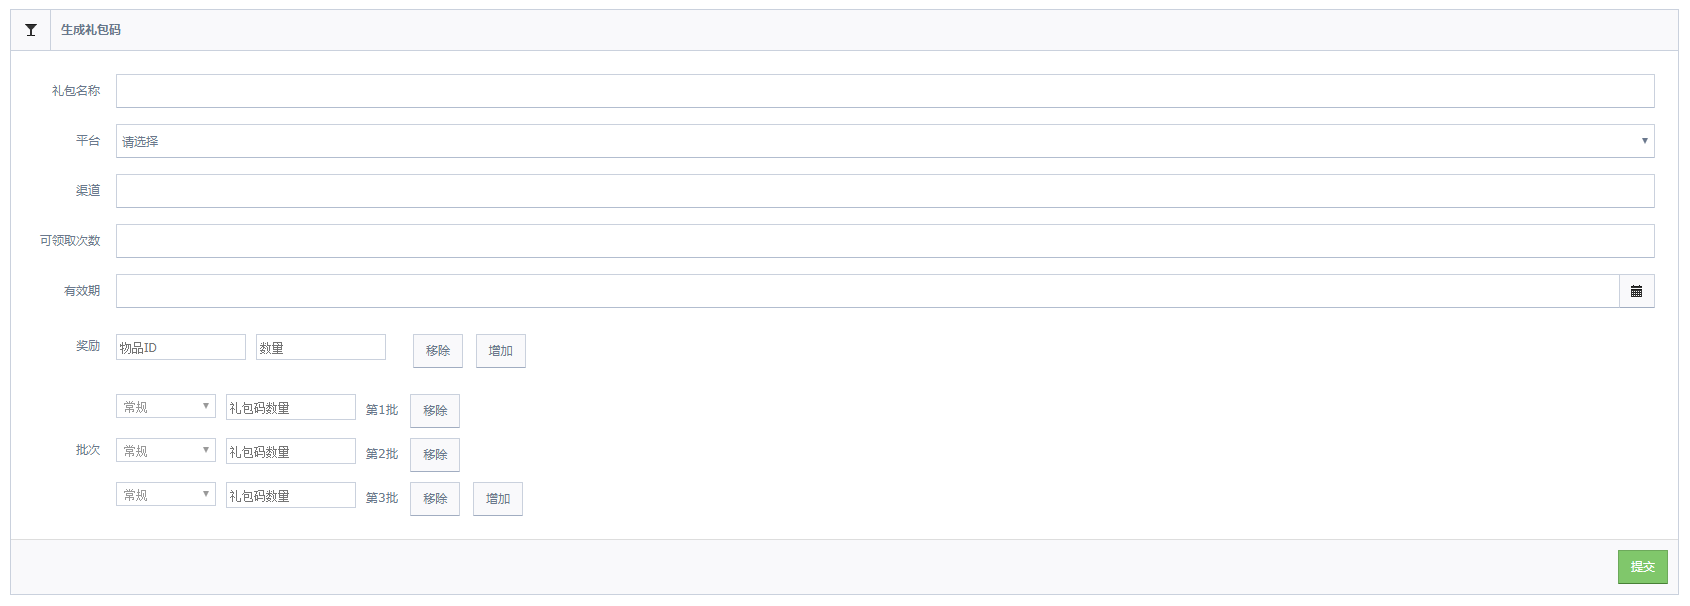 生成礼包码
礼包名称
平台 请选择
渠道
可领取次数
有效期
奖励 物品ID 数量 移除 增加
常规 礼包码数量 第1批 移除
批次 常规 礼包码数量 第2批 移除
常规 礼包码数量 第3批 移除 增加
提交